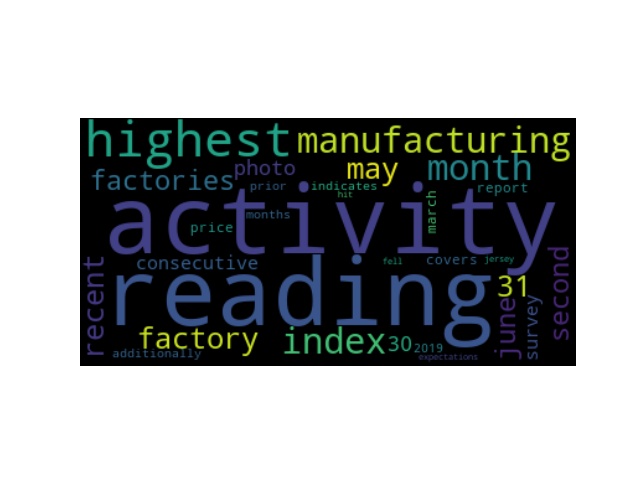 highest manufacturing
photo may month
factories prior indicates report
hit
activity
months march
price
consecutive fell covers jersey
recent reading 31 second
june survey
factory index 30 2019
additionally expectations